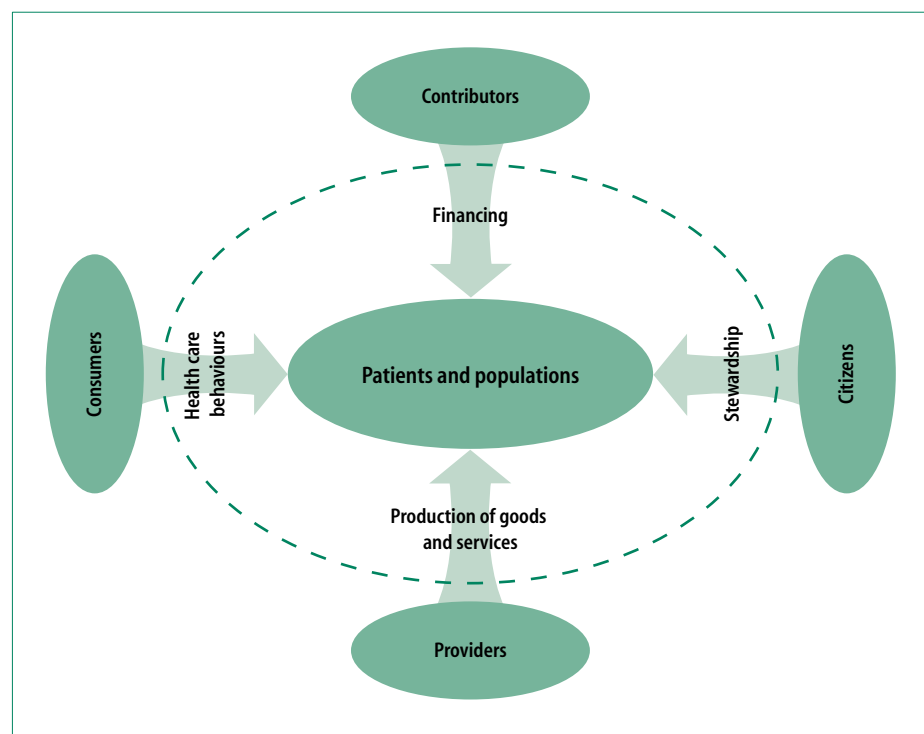 Contributors
Financing
Consumers
Health care
behaviours
Patients and populations
Stewardship
Citizens
Production of goods
and services
Providers